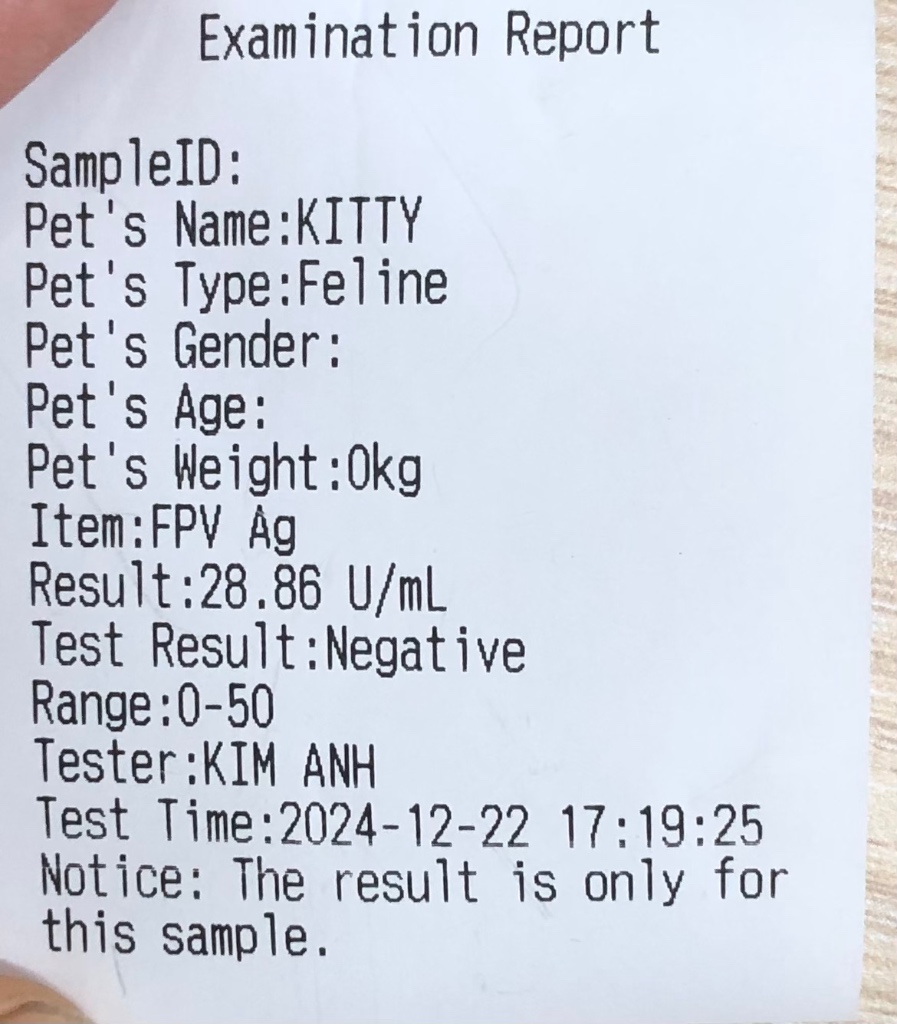 Examination Report
SampleID:
Pet's Name:KITTY
Pet's Type:Feline
Pet's Gender:
Pet's Age:
Pet's Weight:0kg
Item:FPV Ag
Result:28.86 U/mL
Test Result:Negative
Range:0-50
Tester:KIM ANH
Test Time:2024-12-22 17:19:25
Notice: The result is only for
this sample.